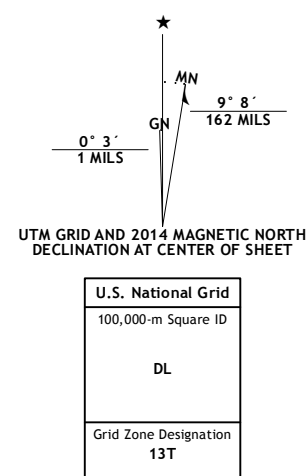 MN
9° 8´
162 MILS
GN
0° 3´
1 MILS
UTM GRID AND 2014 MAGNETIC NORTH
DECLINATION AT CENTER OF SHEET
U.S. National Grid
100,000-m Square ID
DL
Grid Zone Designation
13T